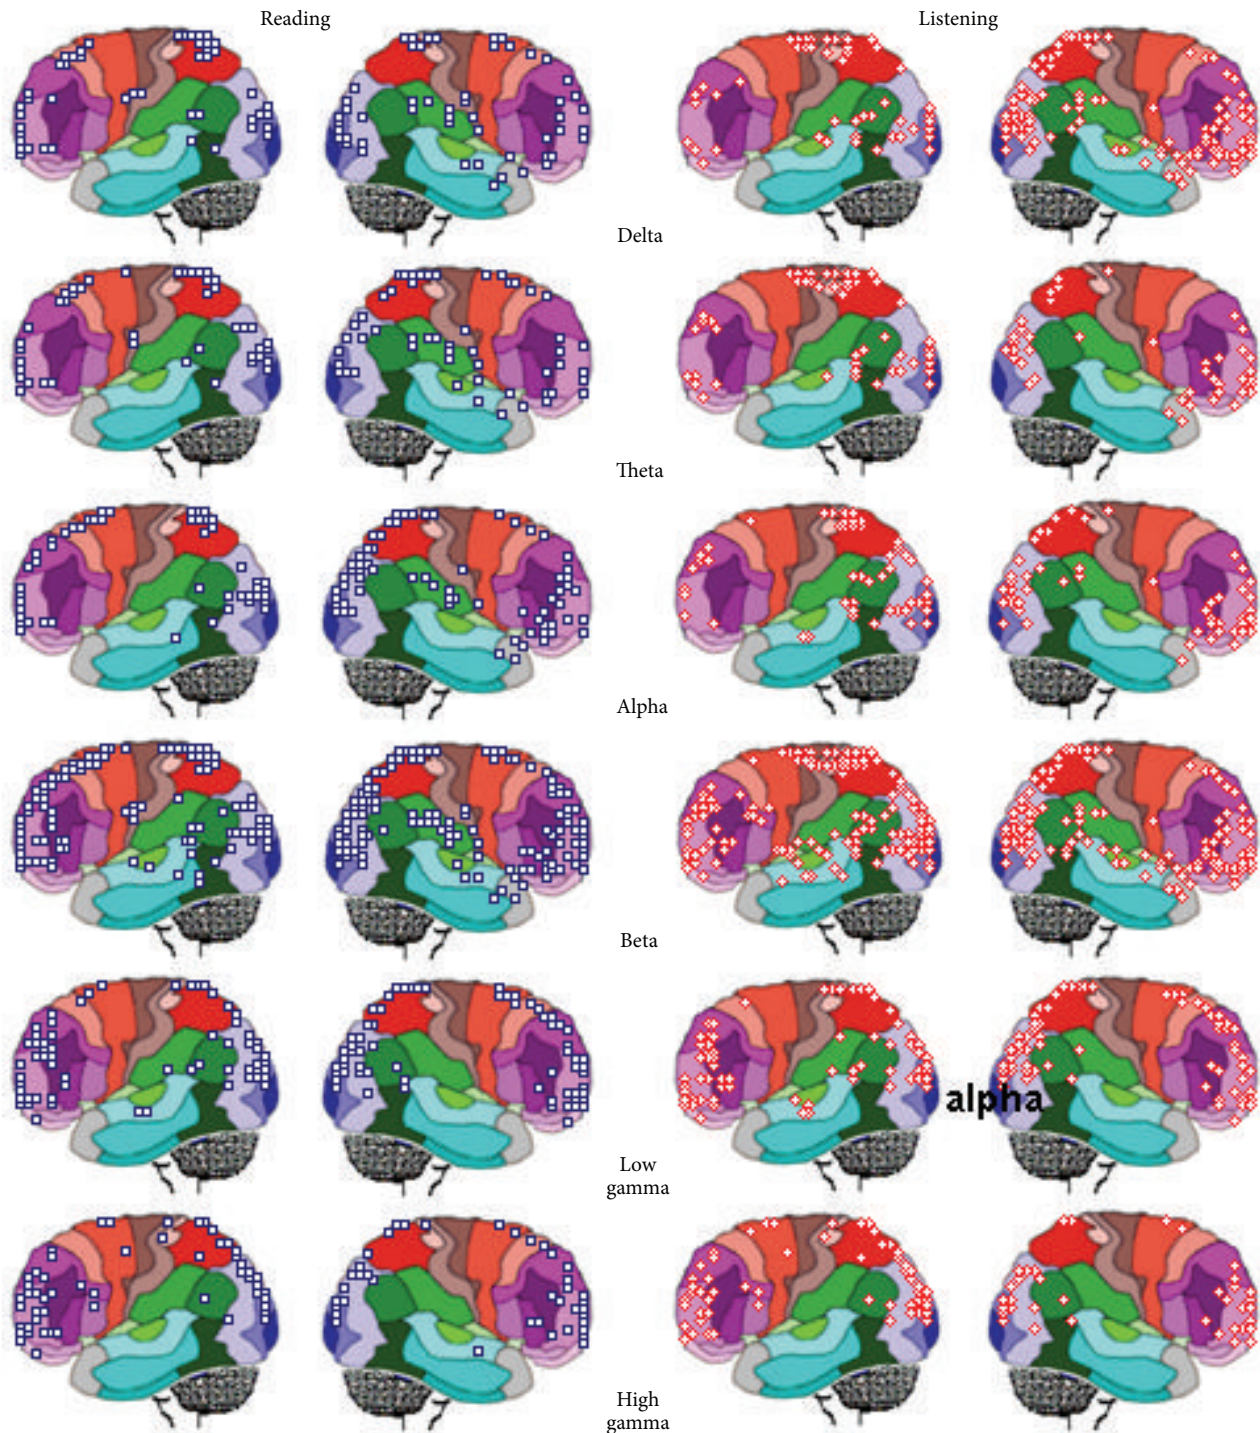 Reading
Listening
Delta
Theta
Alpha
Beta
alpha
Low
gamma
High
gamma